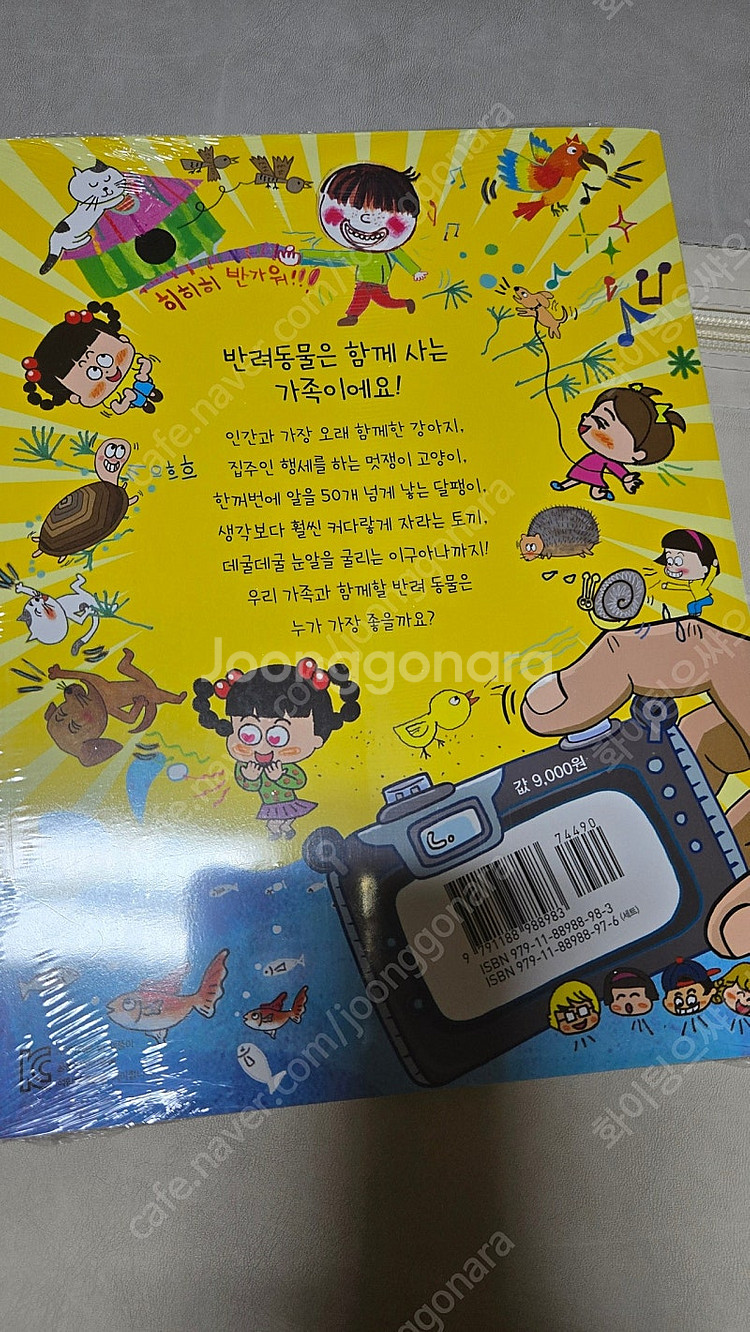 히히히 반가워!!!
반려동물은 함께 사는
가족이에요!
인간과 가장 오래 함께한 강아지,
집주인 행세를 하는 멋쟁이 고양이,
한꺼번에 알을 50개 넘게 낳는 달팽이,
생각보다 훨씬 커다랗게 자라는 토끼,
데굴데굴 눈알을 굴리는 이구아나까지!
우리 가족과 함께할 반려 동물은
누가 가장 좋을까요?
흐흐
Joonggonara
값 9,000원
74490
9 791188 988983
ISBN 979-11-88988-98-3
ISBN 979-11-88988-97-6 (세트)
cafe.naver.com/joonggonara